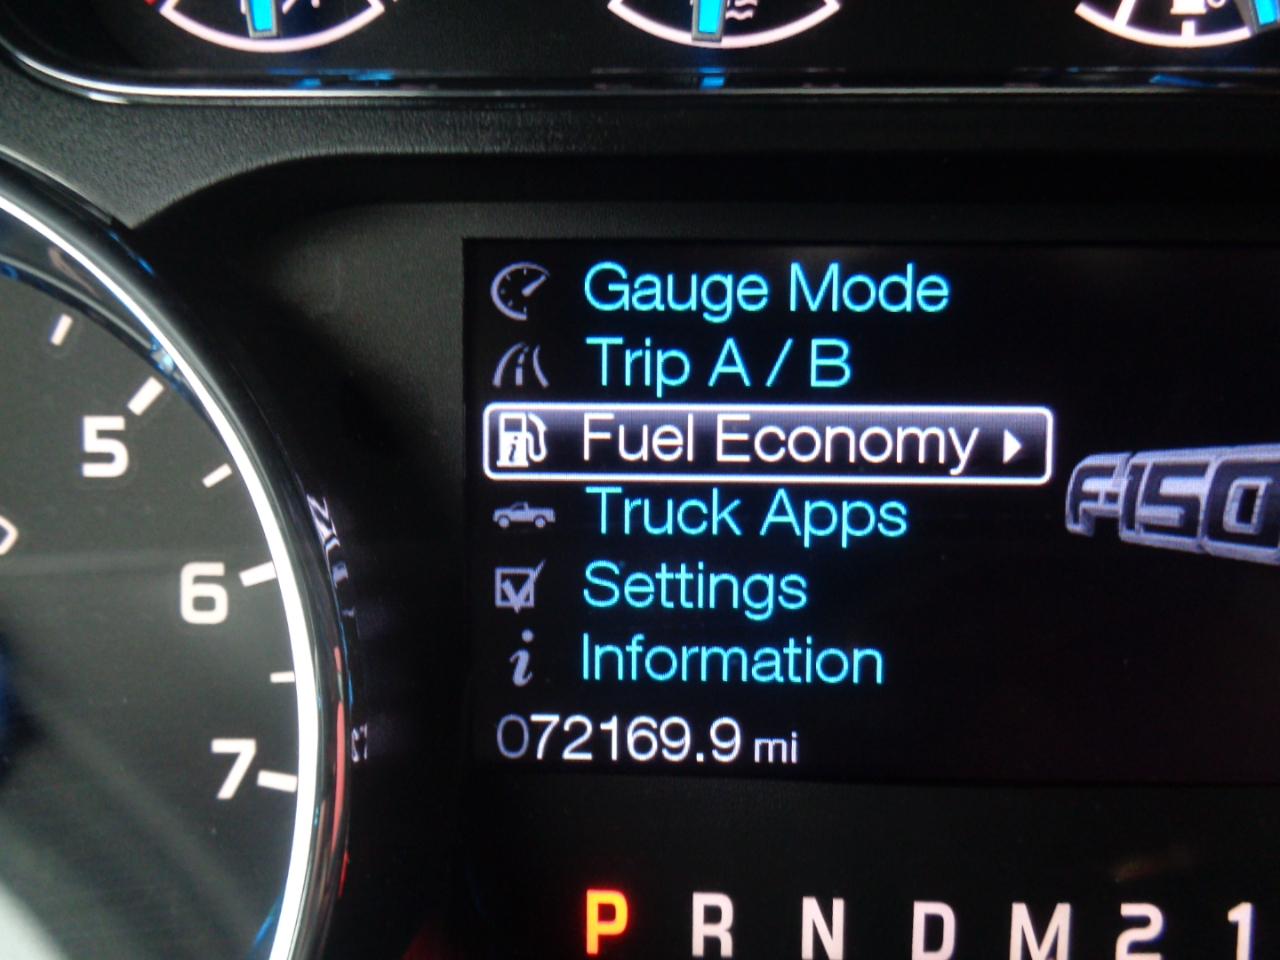 Gauge Mode
Trip A / B
Fuel Economy
Truck Apps
Settings
Information
072169.9 mi
F-150
5
6
7
P R N D M 2 1